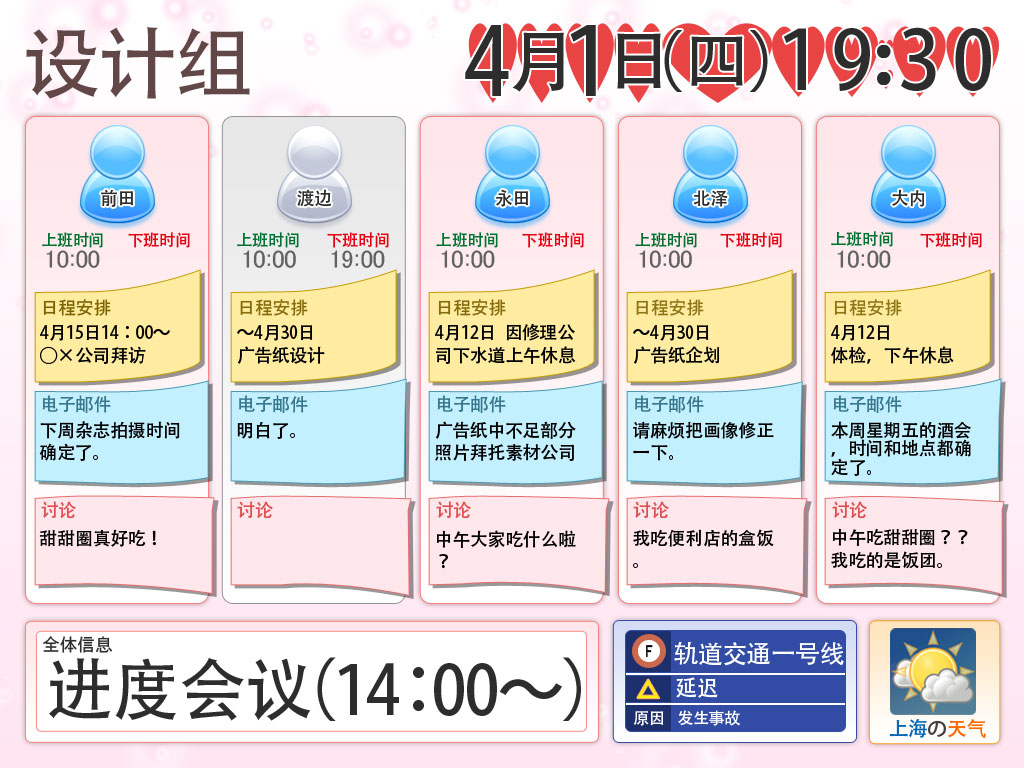 设计组
4月1日(四)19:30
前田
上班时间 下班时间
10:00
日程安排
4月15日14：00～
〇×公司拜访
电子邮件
下周杂志拍摄时间
确定了。
讨论
甜甜圈真好吃！
渡边
上班时间 下班时间
10:00 19:00
日程安排
～4月30日
广告纸设计
电子邮件
明白了。
讨论
永田
上班时间 下班时间
10:00
日程安排
4月12日 因修理公
司下水道上午休息
电子邮件
广告纸中不足部分
照片拜托素材公司
讨论
中午大家吃什么啦
？
北泽
上班时间 下班时间
10:00
日程安排
～4月30日
广告纸企划
电子邮件
请麻烦把画像修正
一下。
讨论
我吃便利店的盒饭
。
大内
上班时间 下班时间
10:00
日程安排
4月12日
体检，下午休息
电子邮件
本周星期五的酒会
，时间和地点都确
定了。
讨论
中午吃甜甜圈？？
我吃的是饭团。
全体信息
进度会议(14:00～)
F 轨道交通一号线
延迟
原因 发生事故
上海の天气